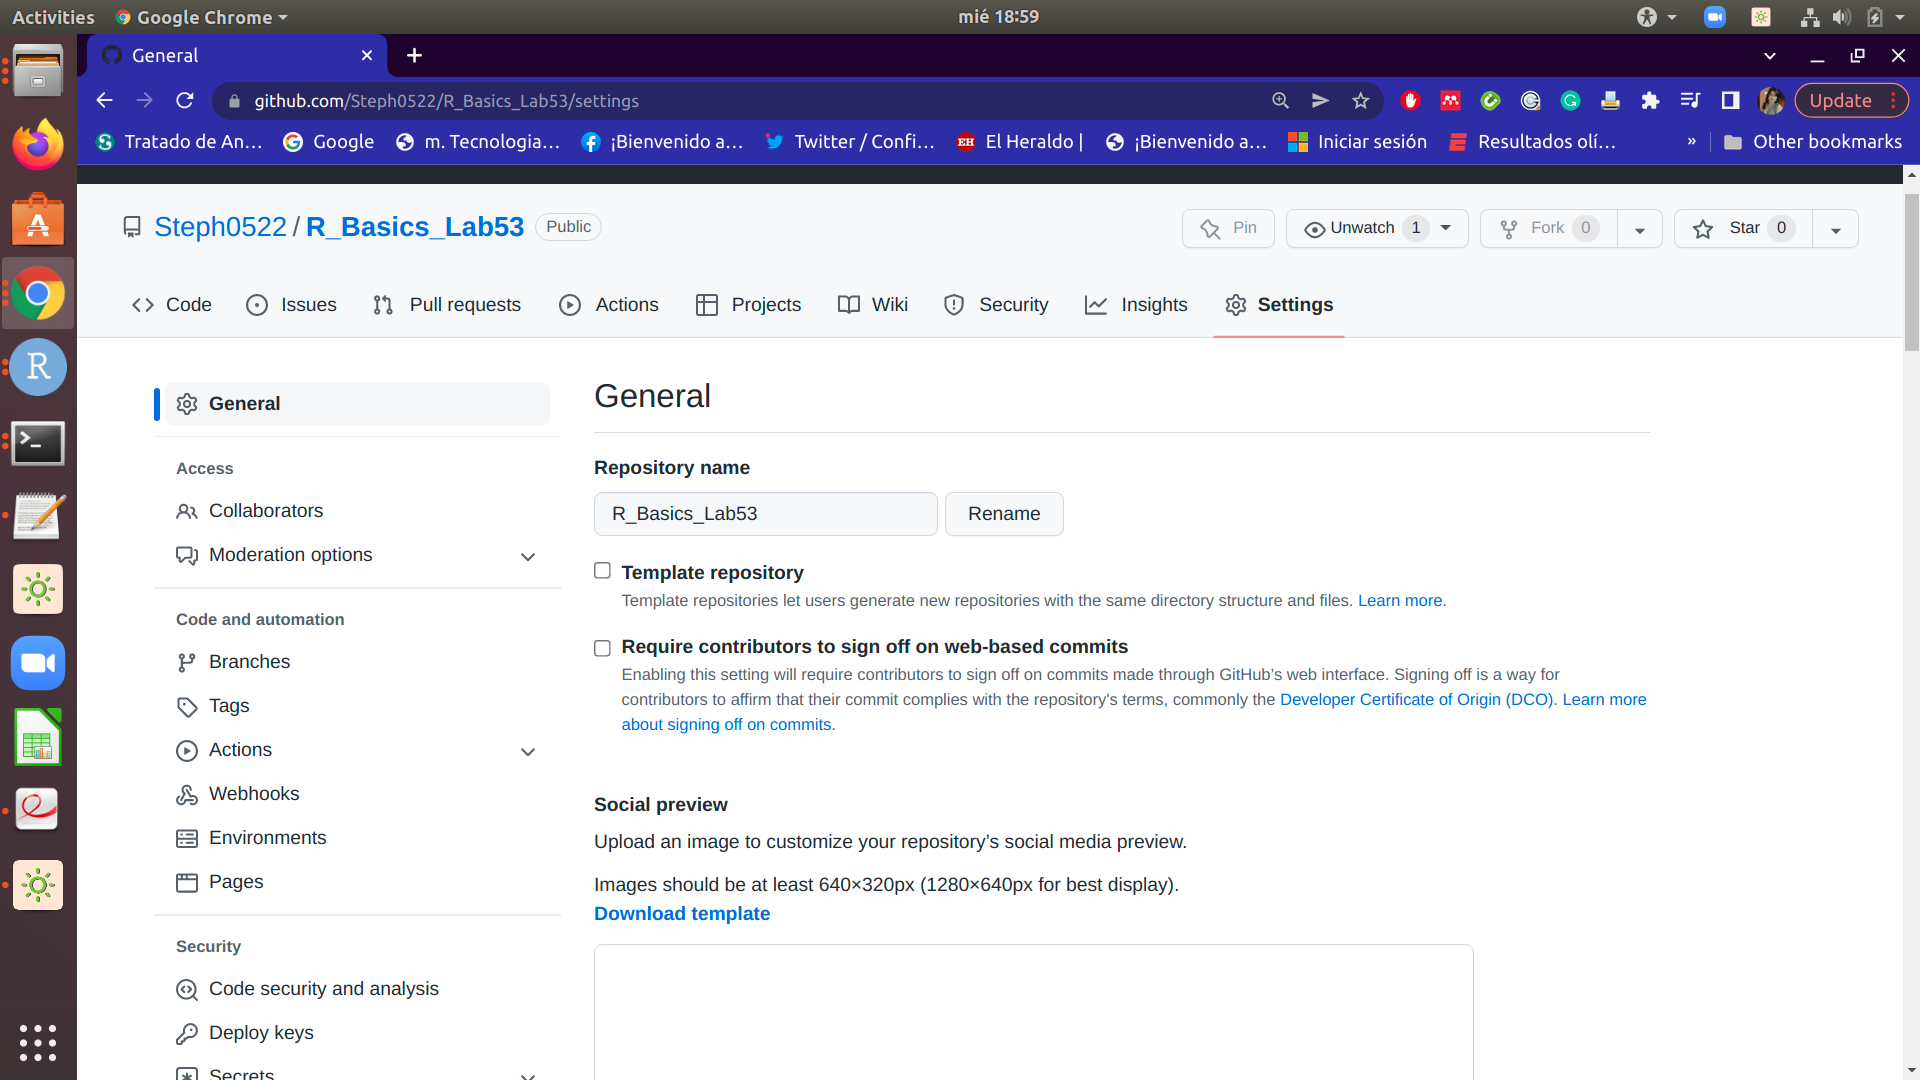 Activities
Google Chrome
mié 18:59
General
github.com/Steph0522/R_Basics_Lab53/settings
Update
Tratado de An...
Google
m. Tecnologia...
¡Bienvenido a...
Twitter / Confi...
EH El Heraldo |
¡Bienvenido a...
Iniciar sesión
Resultados olí...
»
Other bookmarks
Steph0522 / R_Basics_Lab53 Public
Pin
Unwatch 1
Fork 0
Star 0
Code
Issues
Pull requests
Actions
Projects
Wiki
Security
Insights
Settings
General
Access
Collaborators
Moderation options
Code and automation
Branches
Tags
Actions
Webhooks
Environments
Pages
Security
Code security and analysis
Deploy keys
Secrets
General
Repository name
R_Basics_Lab53
Rename
Template repository
Template repositories let users generate new repositories with the same directory structure and files. Learn more.
Require contributors to sign off on web-based commits
Enabling this setting will require contributors to sign off on commits made through GitHub’s web interface. Signing off is a way for
contributors to affirm that their commit complies with the repository's terms, commonly the Developer Certificate of Origin (DCO). Learn more
about signing off on commits.
Social preview
Upload an image to customize your repository’s social media preview.
Images should be at least 640×320px (1280×640px for best display).
Download template